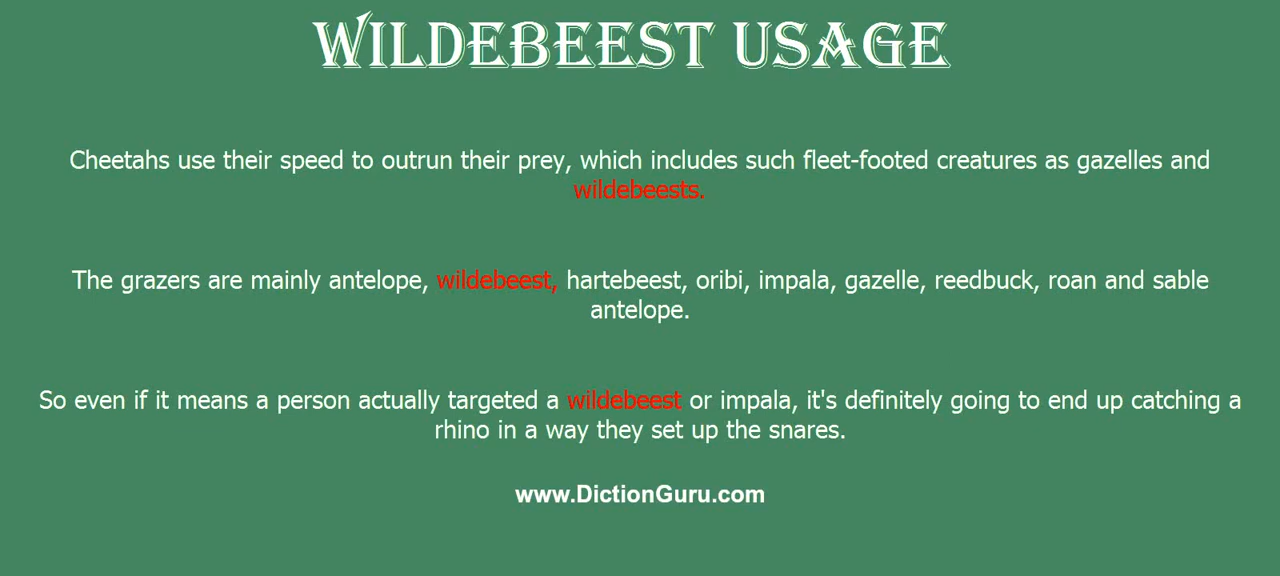 WILDEBEEST USAGE
Cheetahs use their speed to outrun their prey, which includes such fleet-footed creatures as gazelles and
wildebeests.
The grazers are mainly antelope, wildebeest, hartebeest, oribi, impala, gazelle, reedbuck, roan and sable
antelope.
So even if it means a person actually targeted a wildebeest or impala, it's definitely going to end up catching a
rhino in a way they set up the snares.
www.DictionGuru.com